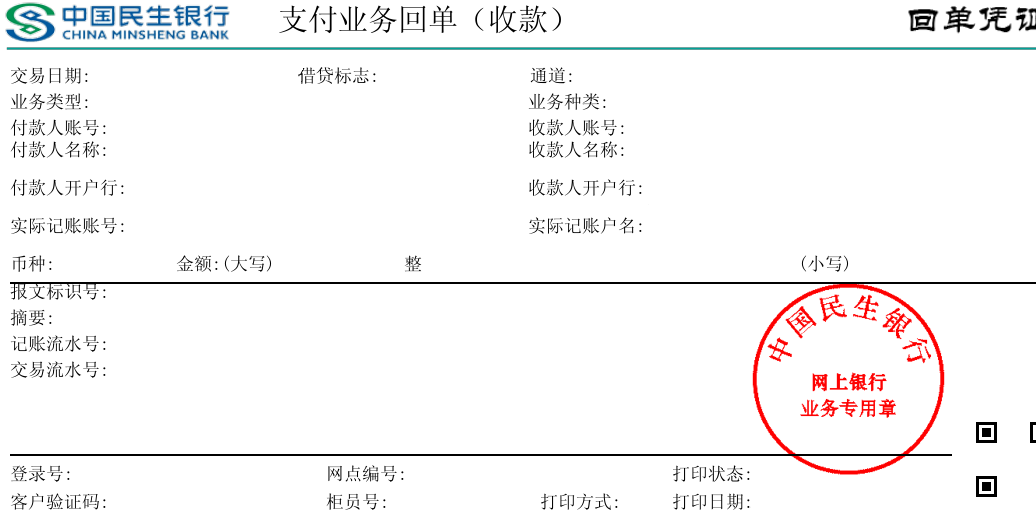 中国民生银行 支付业务回单（收款） 回单凭证
CHINA MINSHENG BANK
交易日期: 借贷标志: 通道:
业务类型: 业务种类:
付款人账号: 收款人账号:
付款人名称: 收款人名称:
付款人开户行: 收款人开户行:
实际记账账号: 实际记账户名:
币种: 金额:(大写) 整 (小写)
报文标识号:
摘要:
记账流水号:
交易流水号:
中国民生银行
网上银行
业务专用章
登录号: 网点编号: 打印状态:
客户验证码: 柜员号: 打印方式: 打印日期: